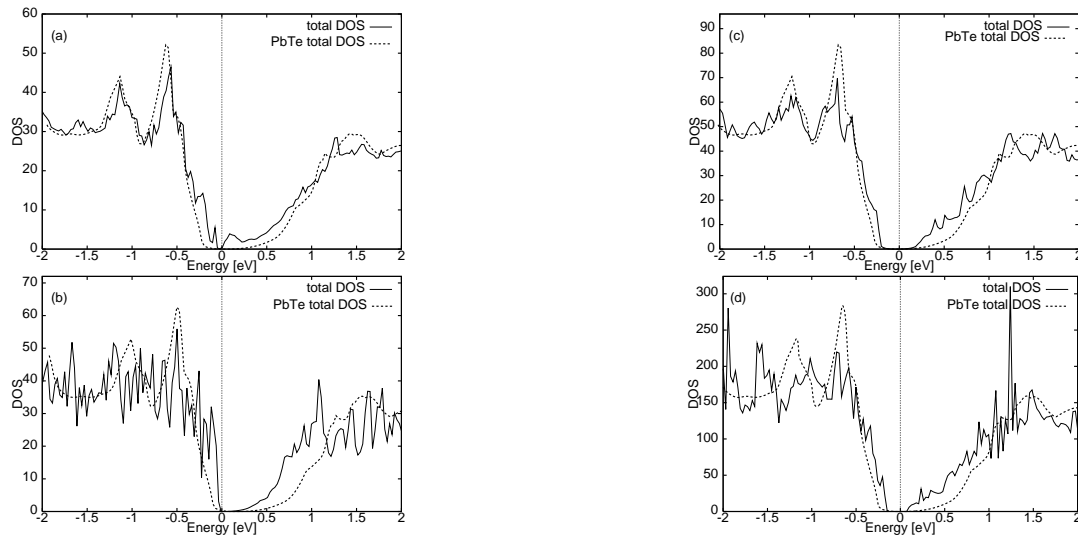 (a)
total DOS
PbTe total DOS
DOS
60
50
40
30
20
10
0
-2 -1.5 -1 -0.5 0 0.5 1 1.5 2
Energy [eV]
(c)
total DOS
PbTe total DOS
DOS
90
80
70
60
50
40
30
20
10
0
-2 -1.5 -1 -0.5 0 0.5 1 1.5 2
Energy [eV]
(b)
total DOS
PbTe total DOS
DOS
70
60
50
40
30
20
10
0
-2 -1.5 -1 -0.5 0 0.5 1 1.5 2
Energy [eV]
(d)
total DOS
PbTe total DOS
DOS
300
250
200
150
100
50
0
-2 -1.5 -1 -0.5 0 0.5 1 1.5 2
Energy [eV]